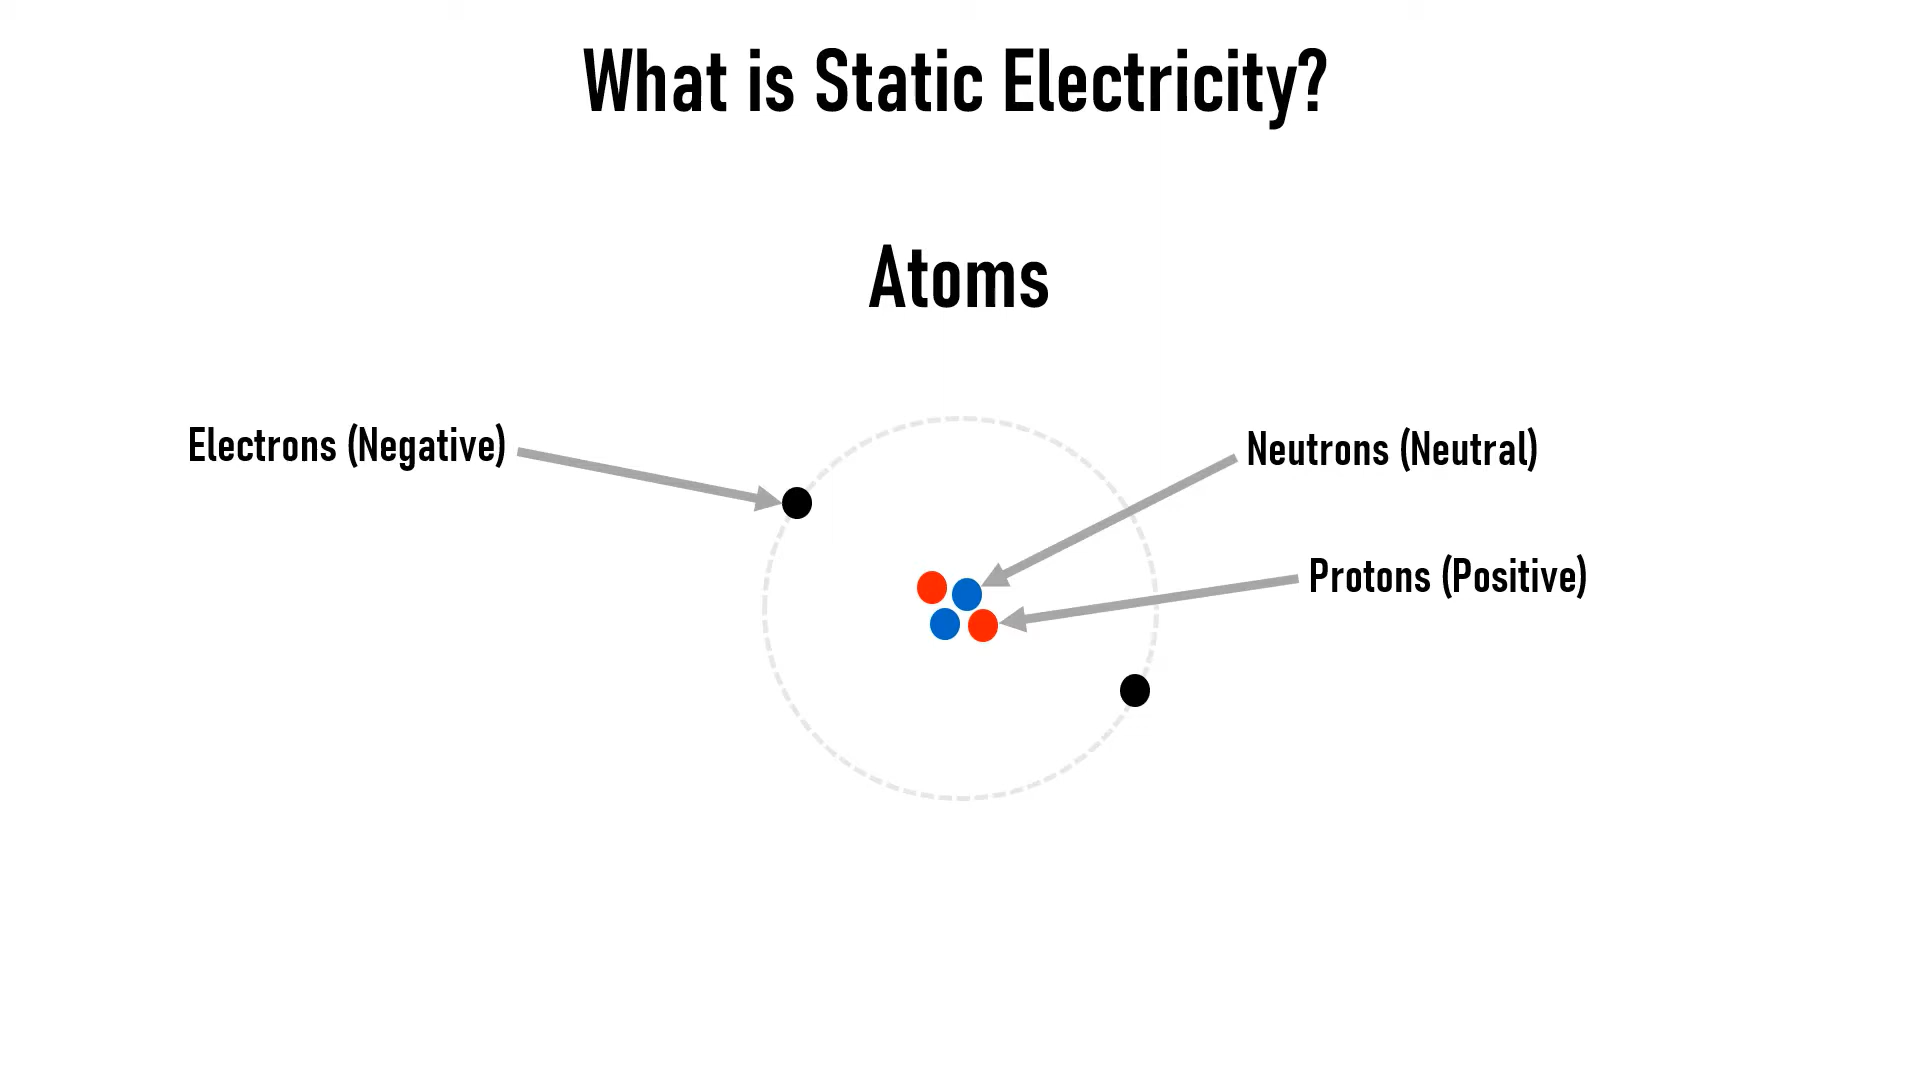 What is Static Electricity?
Atoms
Electrons (Negative)
Neutrons (Neutral)
Protons (Positive)